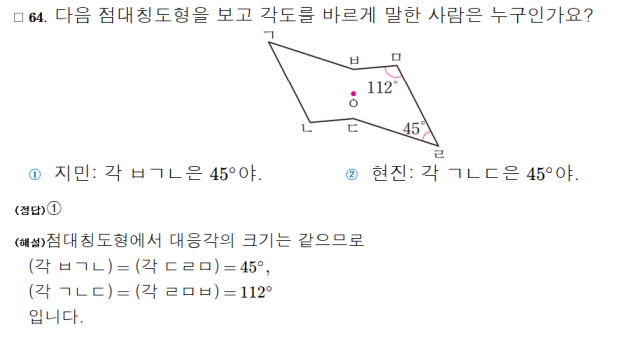 □ 64. 다음 점대칭도형을 보고 각도를 바르게 말한 사람은 누구인가요?
ㄱ
ㅂ ㅁ
112°
ㅇ
ㄴ ㄷ 45°
ㄹ
① 지민: 각 ㅂㄱㄴ은 45°야. ② 현진: 각 ㄱㄴㄷ은 45°야.
(정답)①
(해설)점대칭도형에서 대응각의 크기는 같으므로
(각 ㅂㄱㄴ)=(각 ㄷㄹㅁ)=45°,
(각 ㄱㄴㄷ)=(각 ㄹㅁㅂ)=112°
입니다.